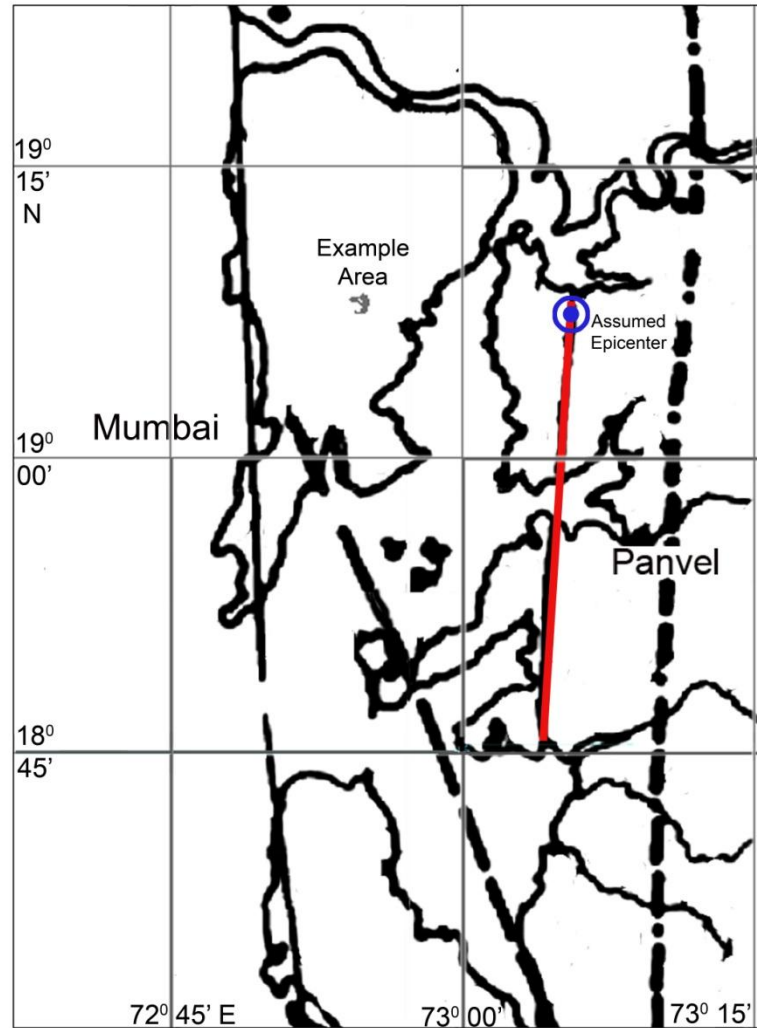 19⁰
15’
N
Example
Area
Assumed
Epicenter
Mumbai
19⁰
00’
Panvel
18⁰
45’
72⁰ 45’ E
73⁰ 00’
73⁰ 15’